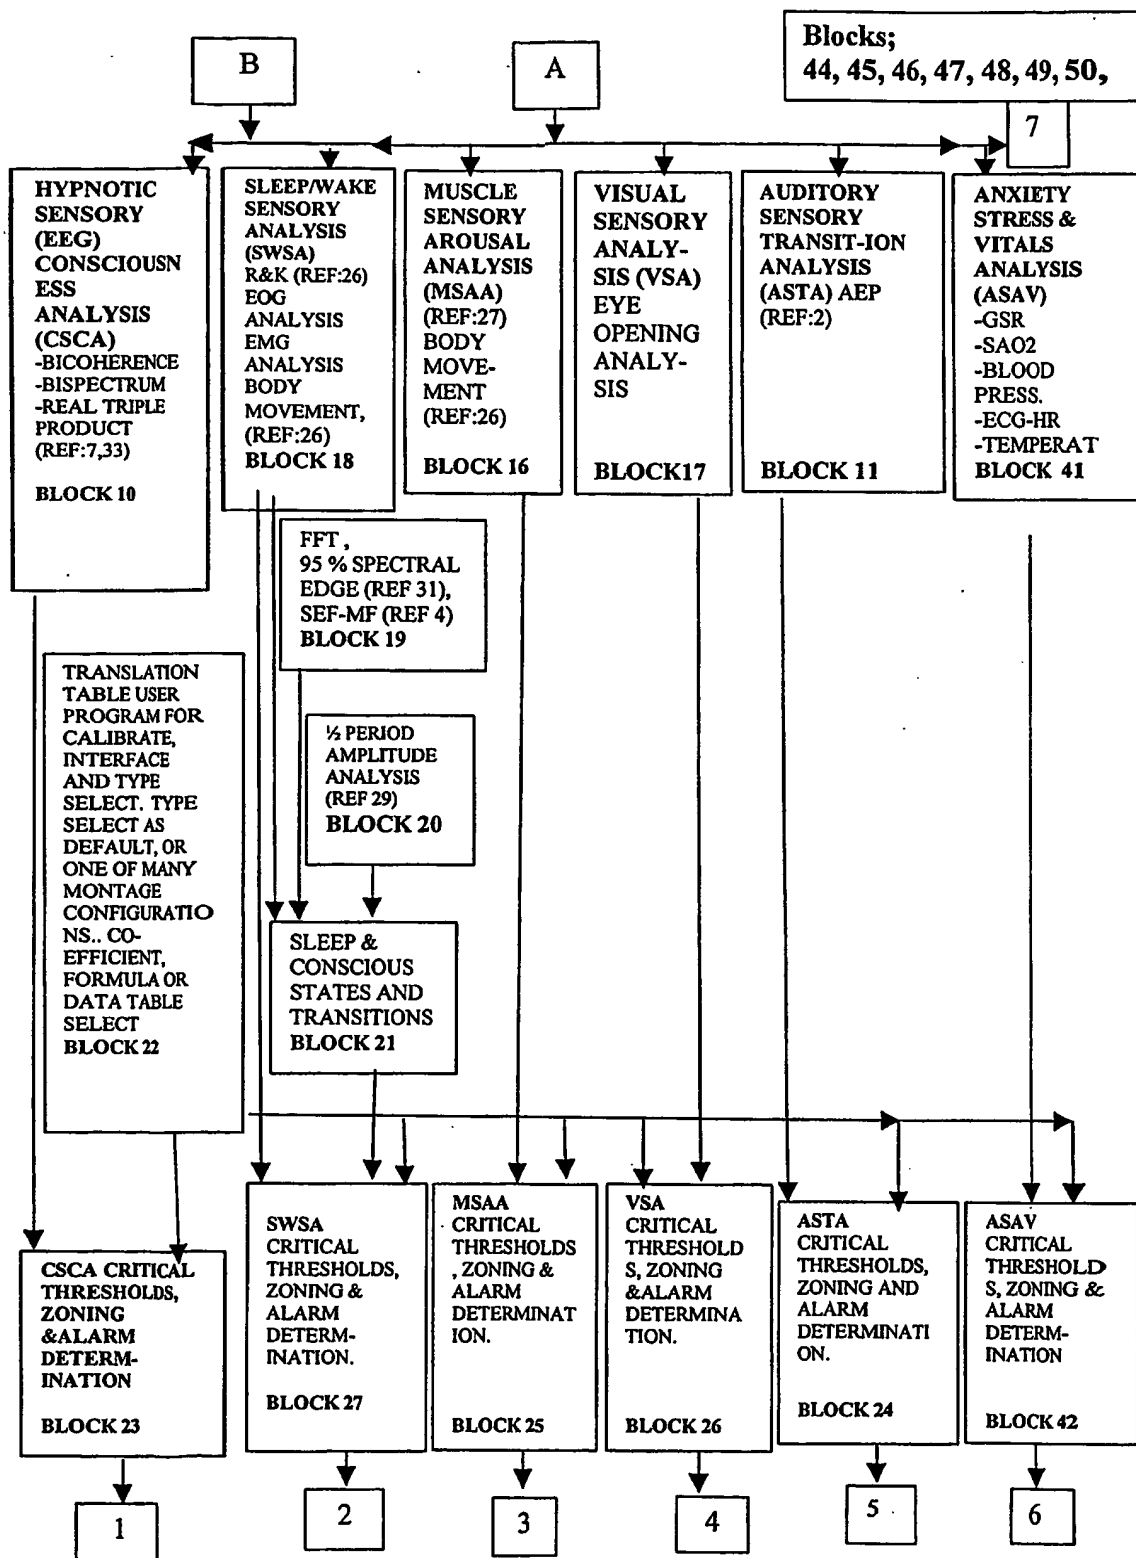 B
A
Blocks;
44, 45, 46, 47, 48, 49, 50,
7
HYPNOTIC
SENSORY
(EEG)
CONSCIOUSN
ESS
ANALYSIS
(CSCA)
-BICOHERENCE
-BISPECTRUM
-REAL TRIPLE
PRODUCT
(REF:7,33)
BLOCK 10
SLEEP/WAKE
SENSORY
ANALYSIS
(SWSA)
R&K (REF:26)
EOG
ANALYSIS
EMG
ANALYSIS
BODY
MOVEMENT,
(REF:26)
BLOCK 18
MUSCLE
SENSORY
AROUSAL
ANALYSIS
(MSAA)
(REF:27)
BODY
MOVE-
MENT
(REF:26)
BLOCK 16
VISUAL
SENSORY
ANALY-
SIS (VSA)
EYE
OPENING
ANALY-
SIS
BLOCK17
AUDITORY
SENSORY
TRANSIT-ION
ANALYSIS
(ASTA) AEP
(REF:2)
BLOCK 11
ANXIETY
STRESS &
VITALS
ANALYSIS
(ASAV)
-GSR
-SAO2
-BLOOD
PRESS.
-ECG-HR
-TEMPERAT
BLOCK 41
FFT ,
95 % SPECTRAL
EDGE (REF 31),
SEF-MF (REF 4)
BLOCK 19
TRANSLATION
TABLE USER
PROGRAM FOR
CALIBRATE,
INTERFACE
AND TYPE
SELECT. TYPE
SELECT AS
DEFAULT, OR
ONE OF MANY
MONTAGE
CONFIGURATIO
NS.. CO-
EFFICIENT,
FORMULA OR
DATA TABLE
SELECT
BLOCK 22
½ PERIOD
AMPLITUDE
ANALYSIS
(REF 29)
BLOCK 20
SLEEP &
CONSCIOUS
STATES AND
TRANSITIONS
BLOCK 21
CSCA CRITICAL
THRESHOLDS,
ZONING
&ALARM
DETERM-
INATION
BLOCK 23
SWSA
CRITICAL
THRESHOLDS,
ZONING &
ALARM
DETERM-
INATION.
BLOCK 27
MSAA
CRITICAL
THRESHOLDS
, ZONING &
ALARM
DETERMINAT
ION.
BLOCK 25
VSA
CRITICAL
THRESHOLD
S, ZONING
&ALARM
DETERMINA
TION.
BLOCK 26
ASTA
CRITICAL
THRESHOLDS,
ZONING AND
ALARM
DETERMINATI
ON.
BLOCK 24
ASAV
CRITICAL
THRESHOLD
S, ZONING &
ALARM
DETERM-
INATION
BLOCK 42
1
2
3
4
5
6